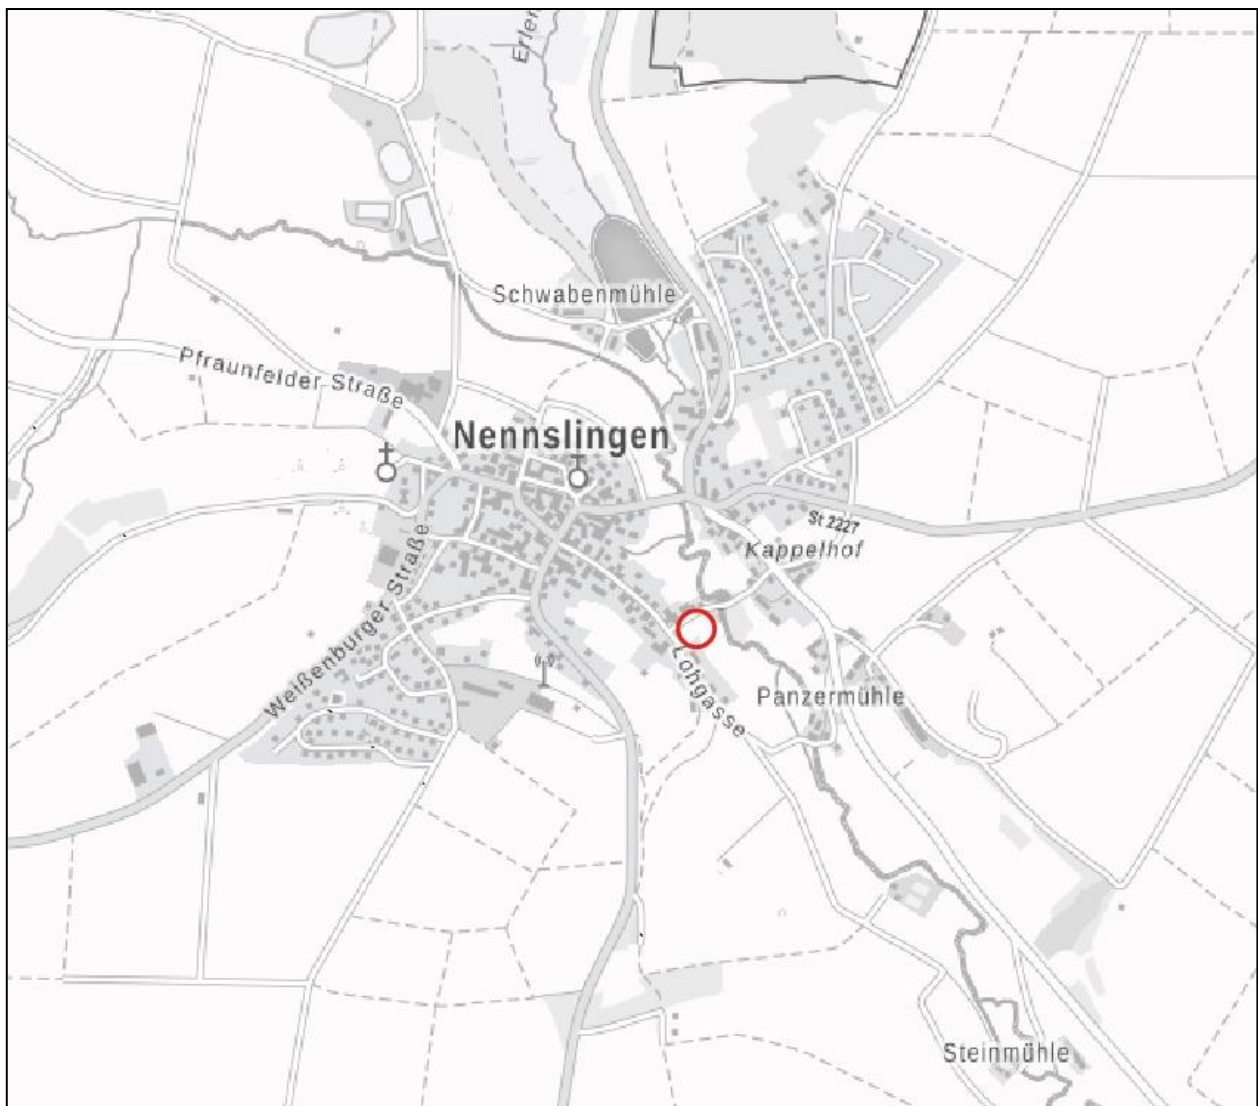 Erlen
Schwabenmühle
Pfraunfelder Straße
Nennslingen
St 2227
Kappelhof
Weißenburger Straße
Lohgasse
Panzermühle
Steinmühle